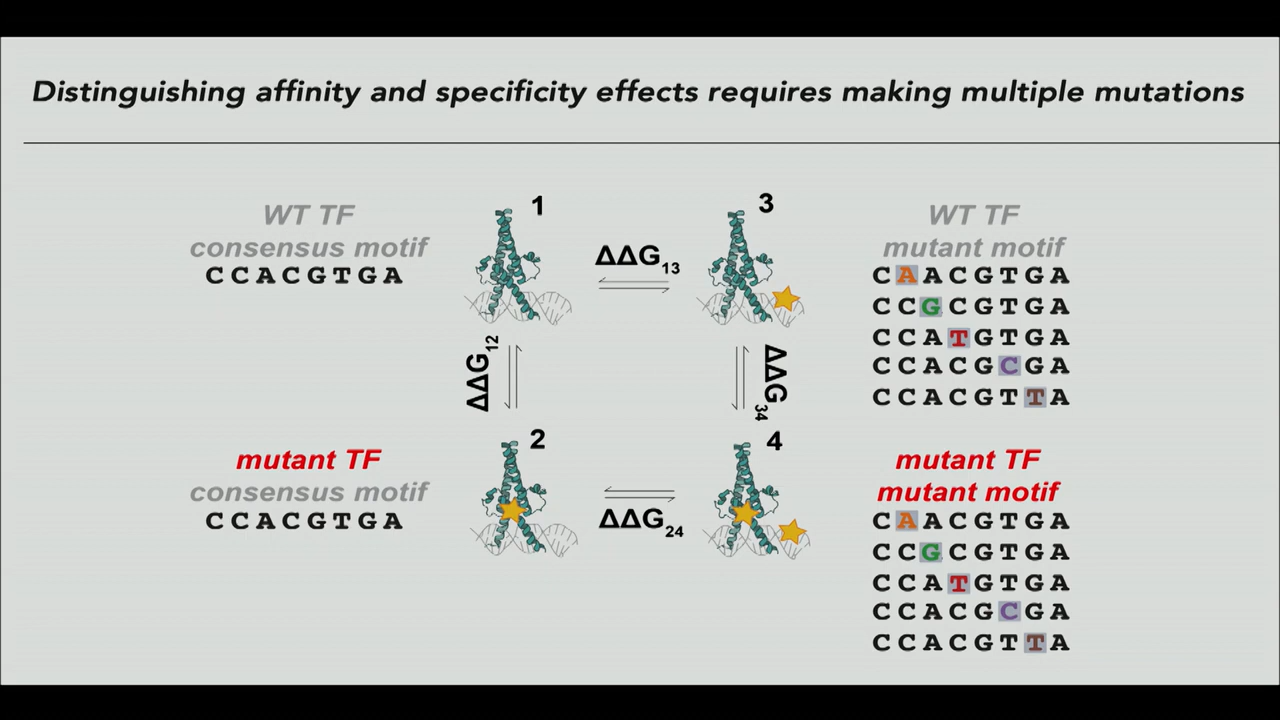 Distinguishing affinity and specificity effects requires making multiple mutations
WT TF
consensus motif
CCACGTGA
1
ΔΔG13
3
WT TF
mutant motif
CAACGTGA
CCGCGTGA
CCATGTGA
CCACGCGA
CCACGTTA
ΔΔG12
ΔΔG34
mutant TF
consensus motif
CCACGTGA
2
ΔΔG24
4
mutant TF
mutant motif
CAACGTGA
CCGCGTGA
CCATGTGA
CCACGCGA
CCACGTTA